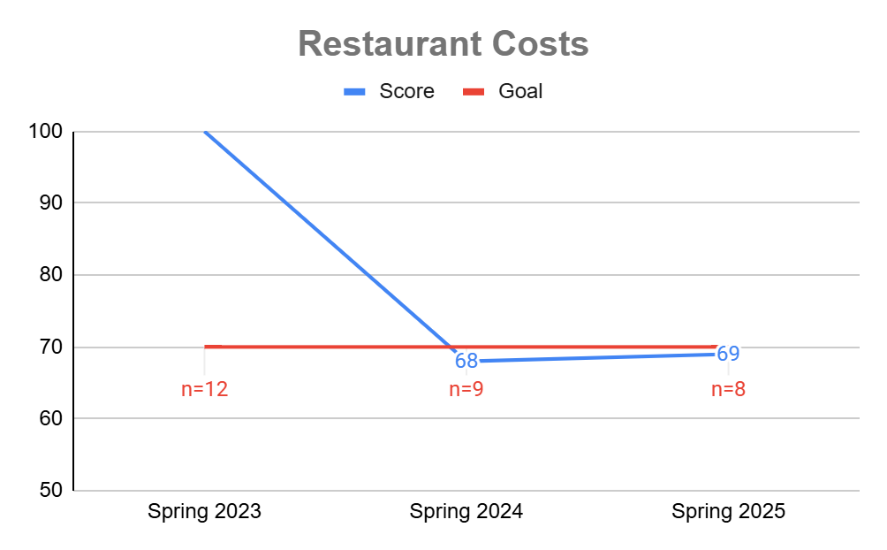 Restaurant Costs
Score Goal
100
90
80
70
60
50
68
69
n=12 n=9 n=8
Spring 2023 Spring 2024 Spring 2025